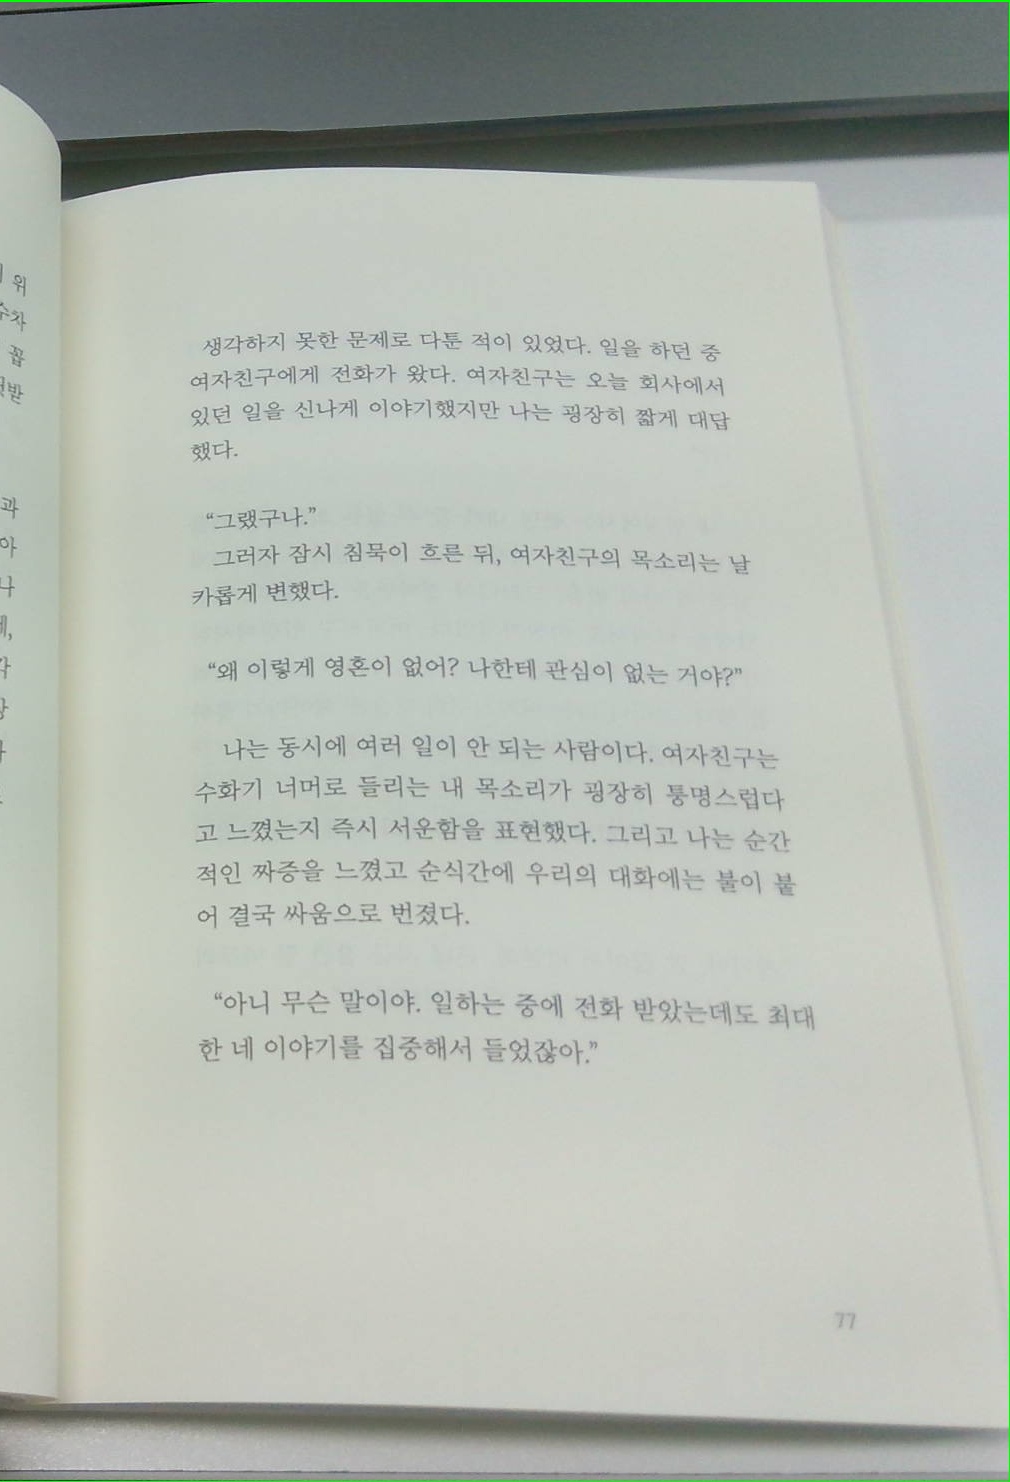 위
수차
꼽
과
아
나
생각하지 못한 문제로 다툰 적이 있었다. 일을 하던 중
여자친구에게 전화가 왔다. 여자친구는 오늘 회사에서
있던 일을 신나게 이야기했지만 나는 굉장히 짧게 대답
했다.
“그랬구나.”
그러자 잠시 침묵이 흐른 뒤, 여자친구의 목소리는 날
카롭게 변했다.
“왜 이렇게 영혼이 없어? 나한테 관심이 없는 거야?”
나는 동시에 여러 일이 안 되는 사람이다. 여자친구는
수화기 너머로 들리는 내 목소리가 굉장히 퉁명스럽다
고 느꼈는지 즉시 서운함을 표현했다. 그리고 나는 순간
적인 짜증을 느꼈고 순식간에 우리의 대화에는 불이 붙
어 결국 싸움으로 번졌다.
“아니 무슨 말이야. 일하는 중에 전화 받았는데도 최대
한 네 이야기를 집중해서 들었잖아.”
77